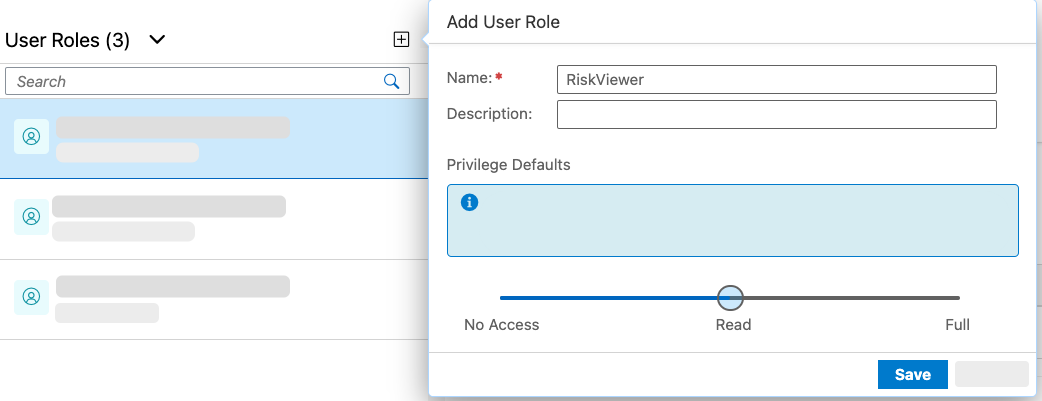 User Roles (3)
Search
Add User Role
Name:*
RiskViewer
Description:
Privilege Defaults
No Access
Read
Full
Save